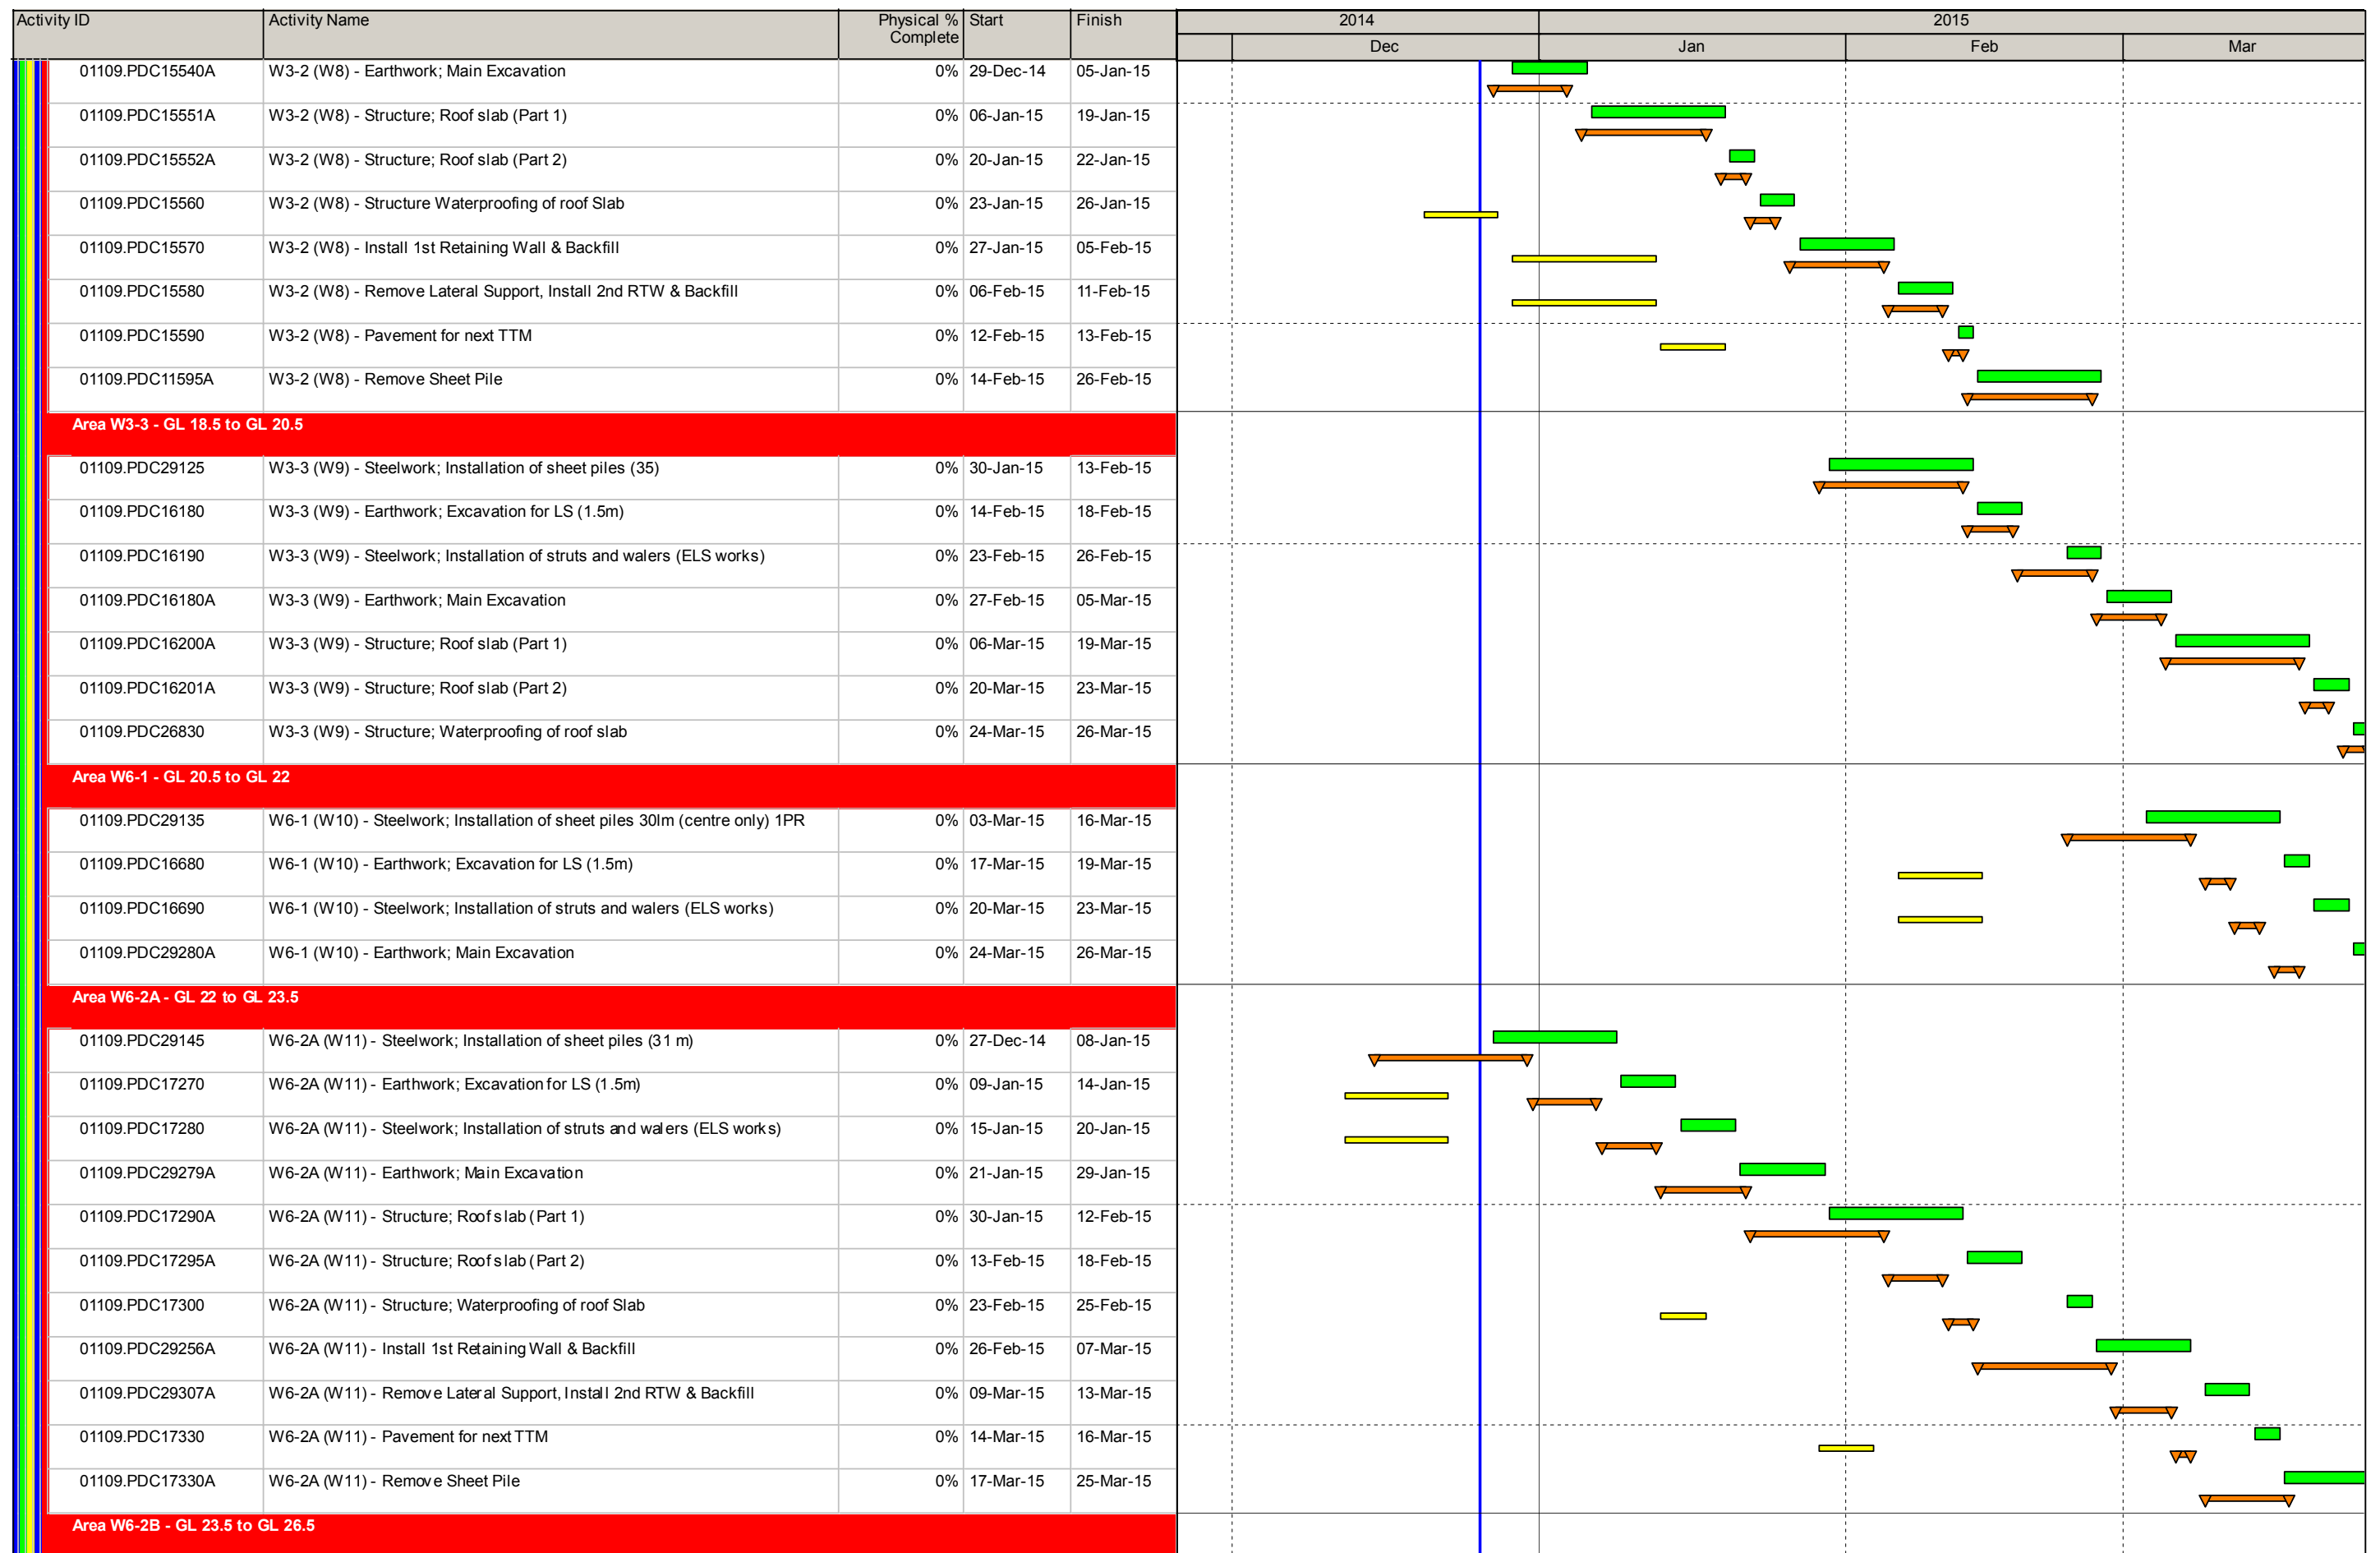 Activity ID Activity Name Physical % Complete Start Finish 2014 2015
Dec Jan Feb Mar
01109.PDC15540A W3-2 (W8) - Earthwork; Main Excavation 0% 29-Dec-14 05-Jan-15
01109.PDC15551A W3-2 (W8) - Structure; Roof slab (Part 1) 0% 06-Jan-15 19-Jan-15
01109.PDC15552A W3-2 (W8) - Structure; Roof slab (Part 2) 0% 20-Jan-15 22-Jan-15
01109.PDC15560 W3-2 (W8) - Structure Waterproofing of roof Slab 0% 23-Jan-15 26-Jan-15
01109.PDC15570 W3-2 (W8) - Install 1st Retaining Wall & Backfill 0% 27-Jan-15 05-Feb-15
01109.PDC15580 W3-2 (W8) - Remove Lateral Support, Install 2nd RTW & Backfill 0% 06-Feb-15 11-Feb-15
01109.PDC15590 W3-2 (W8) - Pavement for next TTM 0% 12-Feb-15 13-Feb-15
01109.PDC11595A W3-2 (W8) - Remove Sheet Pile 0% 14-Feb-15 26-Feb-15
Area W3-3 - GL 18.5 to GL 20.5
01109.PDC29125 W3-3 (W9) - Steelwork; Installation of sheet piles (35) 0% 30-Jan-15 13-Feb-15
01109.PDC16180 W3-3 (W9) - Earthwork; Excavation for LS (1.5m) 0% 14-Feb-15 18-Feb-15
01109.PDC16190 W3-3 (W9) - Steelwork; Installation of struts and walers (ELS works) 0% 23-Feb-15 26-Feb-15
01109.PDC16180A W3-3 (W9) - Earthwork; Main Excavation 0% 27-Feb-15 05-Mar-15
01109.PDC16200A W3-3 (W9) - Structure; Roof slab (Part 1) 0% 06-Mar-15 19-Mar-15
01109.PDC16201A W3-3 (W9) - Structure; Roof slab (Part 2) 0% 20-Mar-15 23-Mar-15
01109.PDC26830 W3-3 (W9) - Structure; Waterproofing of roof slab 0% 24-Mar-15 26-Mar-15
Area W6-1 - GL 20.5 to GL 22
01109.PDC29135 W6-1 (W10) - Steelwork; Installation of sheet piles 30lm (centre only) 1PR 0% 03-Mar-15 16-Mar-15
01109.PDC16680 W6-1 (W10) - Earthwork; Excavation for LS (1.5m) 0% 17-Mar-15 19-Mar-15
01109.PDC16690 W6-1 (W10) - Steelwork; Installation of struts and walers (ELS works) 0% 20-Mar-15 23-Mar-15
01109.PDC29280A W6-1 (W10) - Earthwork; Main Excavation 0% 24-Mar-15 26-Mar-15
Area W6-2A - GL 22 to GL 23.5
01109.PDC29145 W6-2A (W11) - Steelwork; Installation of sheet piles (31 m) 0% 27-Dec-14 08-Jan-15
01109.PDC17270 W6-2A (W11) - Earthwork; Excavation for LS (1.5m) 0% 09-Jan-15 14-Jan-15
01109.PDC17280 W6-2A (W11) - Steelwork; Installation of struts and walers (ELS works) 0% 15-Jan-15 20-Jan-15
01109.PDC29279A W6-2A (W11) - Earthwork; Main Excavation 0% 21-Jan-15 29-Jan-15
01109.PDC17290A W6-2A (W11) - Structure; Roof slab (Part 1) 0% 30-Jan-15 12-Feb-15
01109.PDC17295A W6-2A (W11) - Structure; Roof slab (Part 2) 0% 13-Feb-15 18-Feb-15
01109.PDC17300 W6-2A (W11) - Structure; Waterproofing of roof Slab 0% 23-Feb-15 25-Feb-15
01109.PDC29256A W6-2A (W11) - Install 1st Retaining Wall & Backfill 0% 26-Feb-15 07-Mar-15
01109.PDC29307A W6-2A (W11) - Remove Lateral Support, Install 2nd RTW & Backfill 0% 09-Mar-15 13-Mar-15
01109.PDC17330 W6-2A (W11) - Pavement for next TTM 0% 14-Mar-15 16-Mar-15
01109.PDC17330A W6-2A (W11) - Remove Sheet Pile 0% 17-Mar-15 25-Mar-15
Area W6-2B - GL 23.5 to GL 26.5